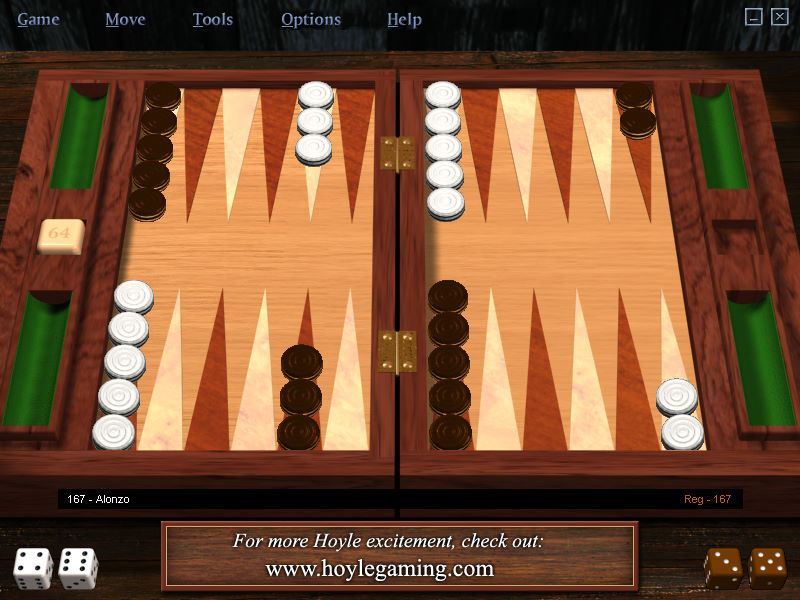 Game Move Tools Options Help
64
167 - Alonzo Reg - 167
For more Hoyle excitement, check out:
www.hoylegaming.com